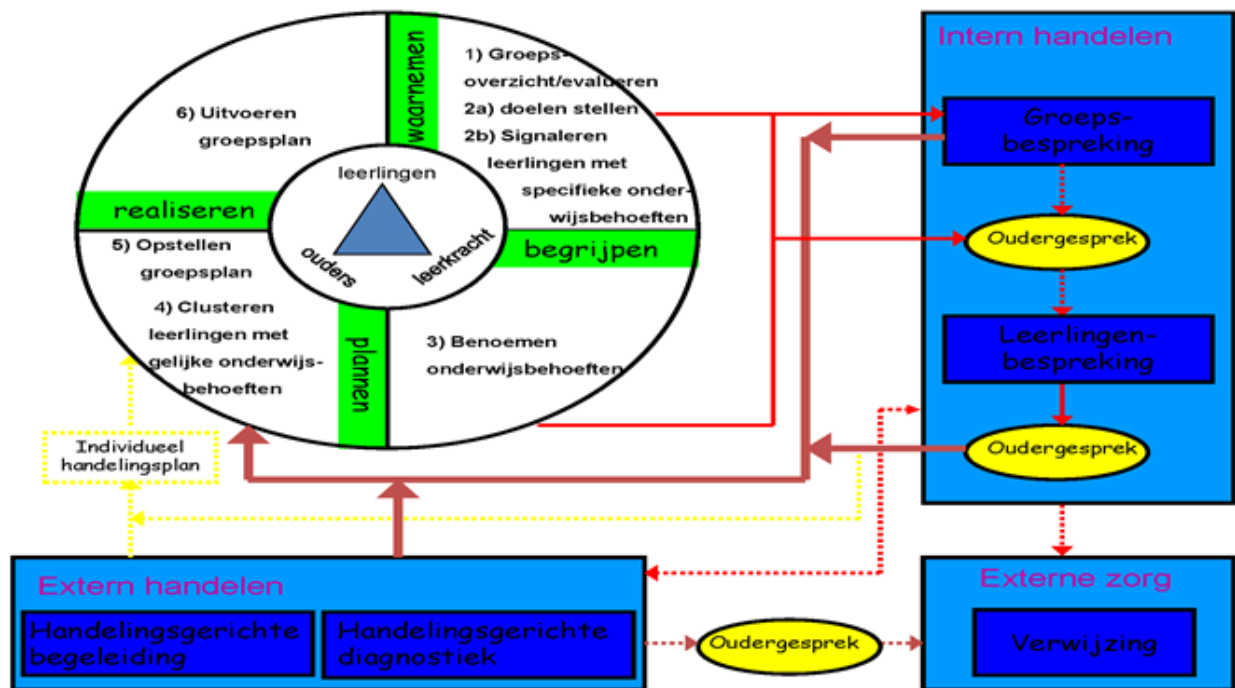 waarnemen
1) Groeps-
overzicht/evalueren
2a) doelen stellen
2b) Signaleren
leerlingen met
specifieke onder-
wijsbehoeften
begrijpen
3) Benoemen
onderwijsbehoeften
plannen
4) Clusteren
leerlingen met
gelijke onderwijs-
behoeften
5) Opstellen
groepsplan
realiseren
6) Uitvoeren
groepsplan
leerlingen
ouders
leerkracht
Intern handelen
Groeps-
bespreking
Oudergesprek
Leerlingen-
bespreking
Oudergesprek
Individueel
handelingsplan
Extern handelen
Handelingsgerichte
begeleiding
Handelingsgerichte
diagnostiek
Oudergesprek
Externe zorg
Verwijzing